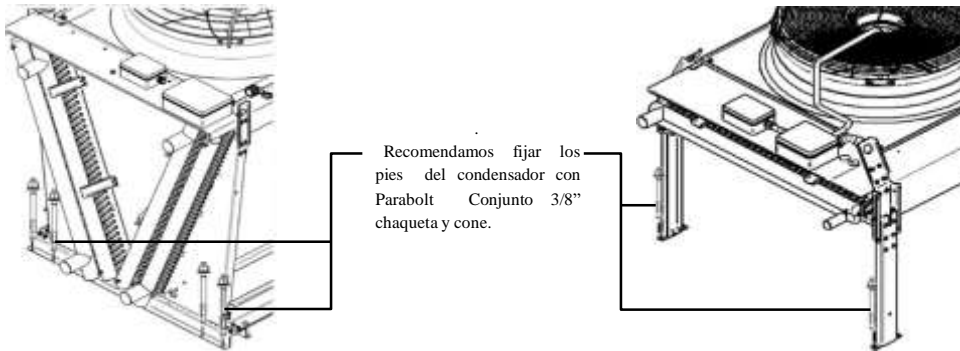 .
Recomendamos fijar los
pies del condensador con
Parabolt Conjunto 3/8”
chaqueta y cone.